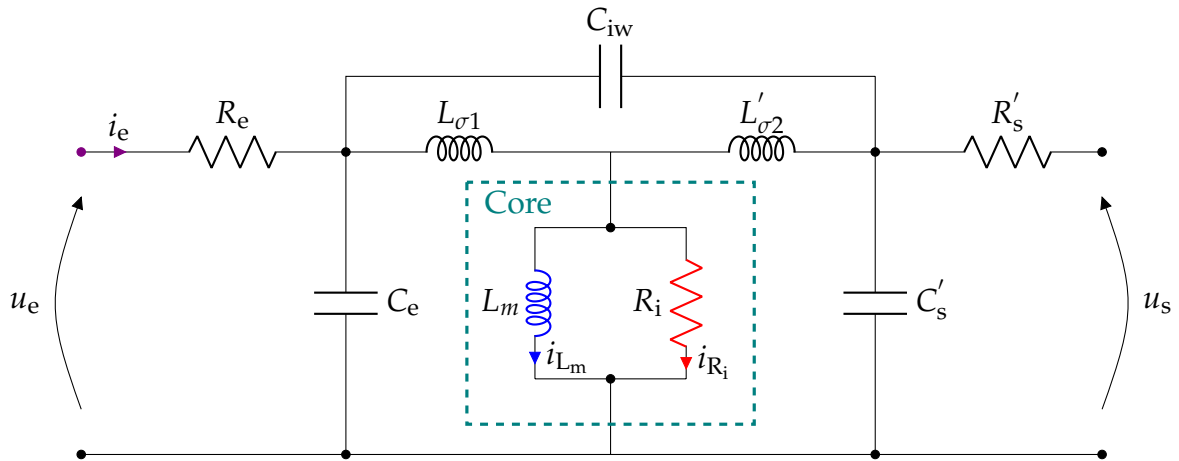 C_iw
i_e
R_e
L_σ1
L'_σ2
R'_s
Core
u_e
C_e
L_m
R_i
C'_s
u_s
i_Lm
i_Ri